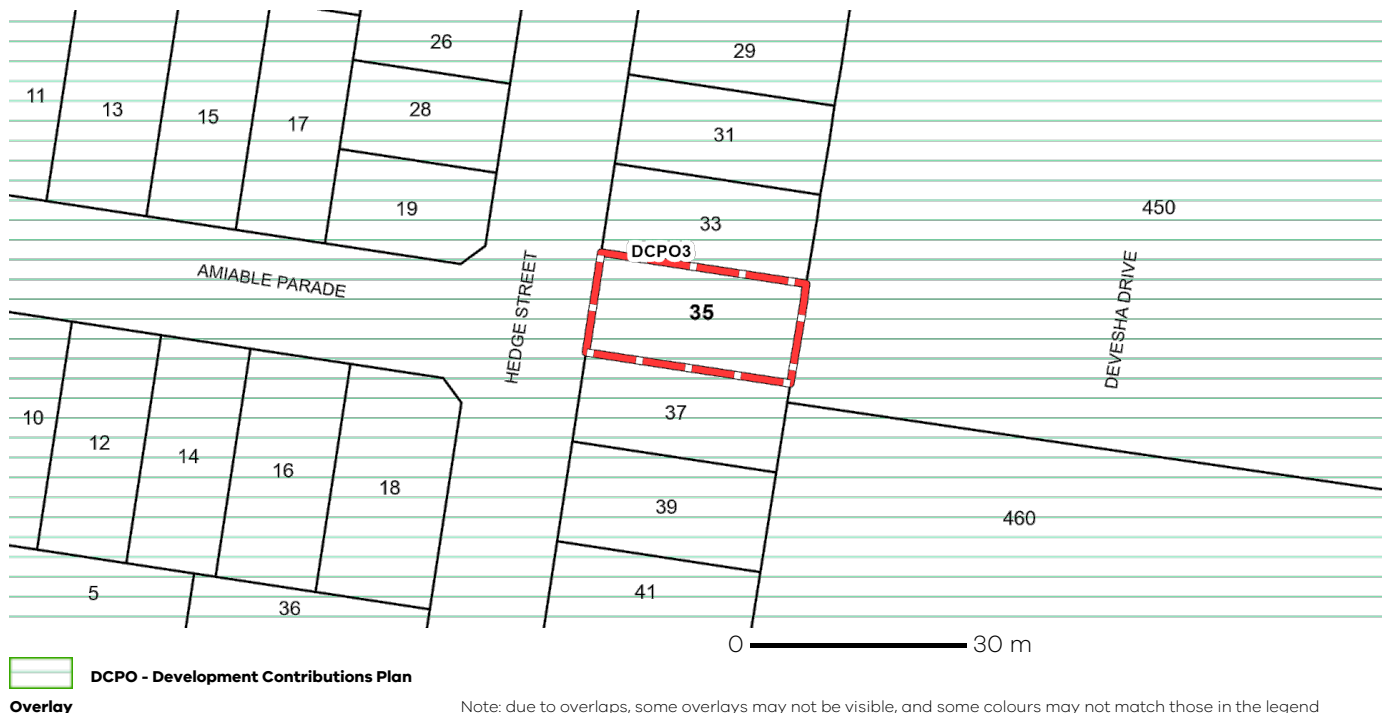 26
29
11
13
15
17
28
31
19
33
450
AMIABLE PARADE
HEDGE STREET
DCPO3
35
DEVESHA DRIVE
10
12
14
16
18
37
39
460
5
36
41
0 30 m
DCPO - Development Contributions Plan
Overlay
Note: due to overlaps, some overlays may not be visible, and some colours may not match those in the legend